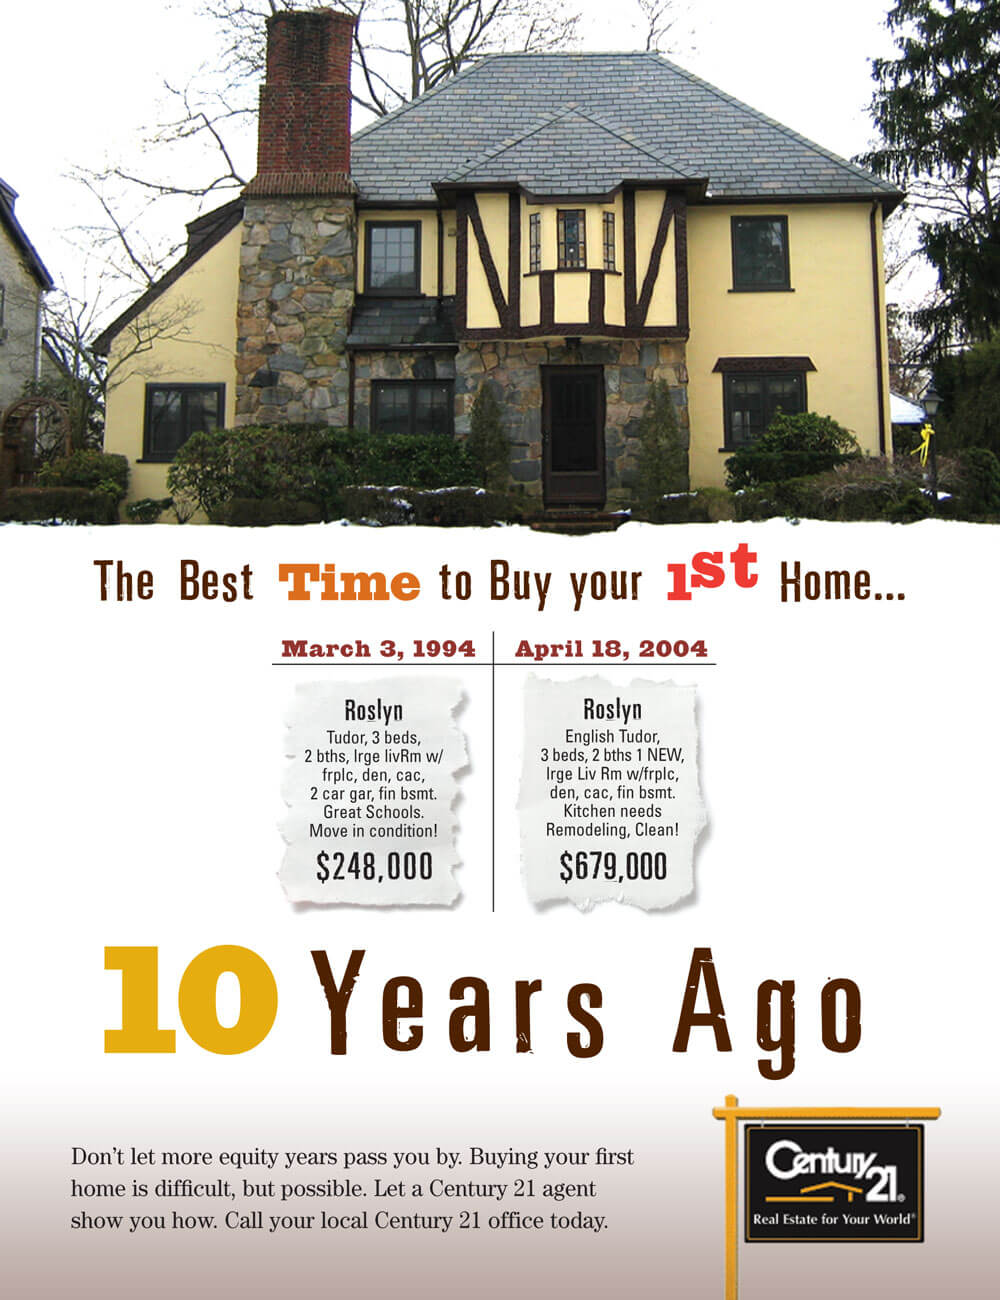 The Best Time to Buy your 1st Home...
March 3, 1994
Roslyn
Tudor, 3 beds,
2 bths, lrge livRm w/
frplc, den, cac,
2 car gar, fin bsmt.
Great Schools.
Move in condition!
$248,000
April 18, 2004
Roslyn
English Tudor,
3 beds, 2 bths 1 NEW,
lrge Liv Rm w/frplc,
den, cac, fin bsmt.
Kitchen needs
Remodeling, Clean!
$679,000
10 Years Ago
Don't let more equity years pass you by. Buying your first
home is difficult, but possible. Let a Century 21 agent
show you how. Call your local Century 21 office today.
Century
21®
Real Estate for Your World®